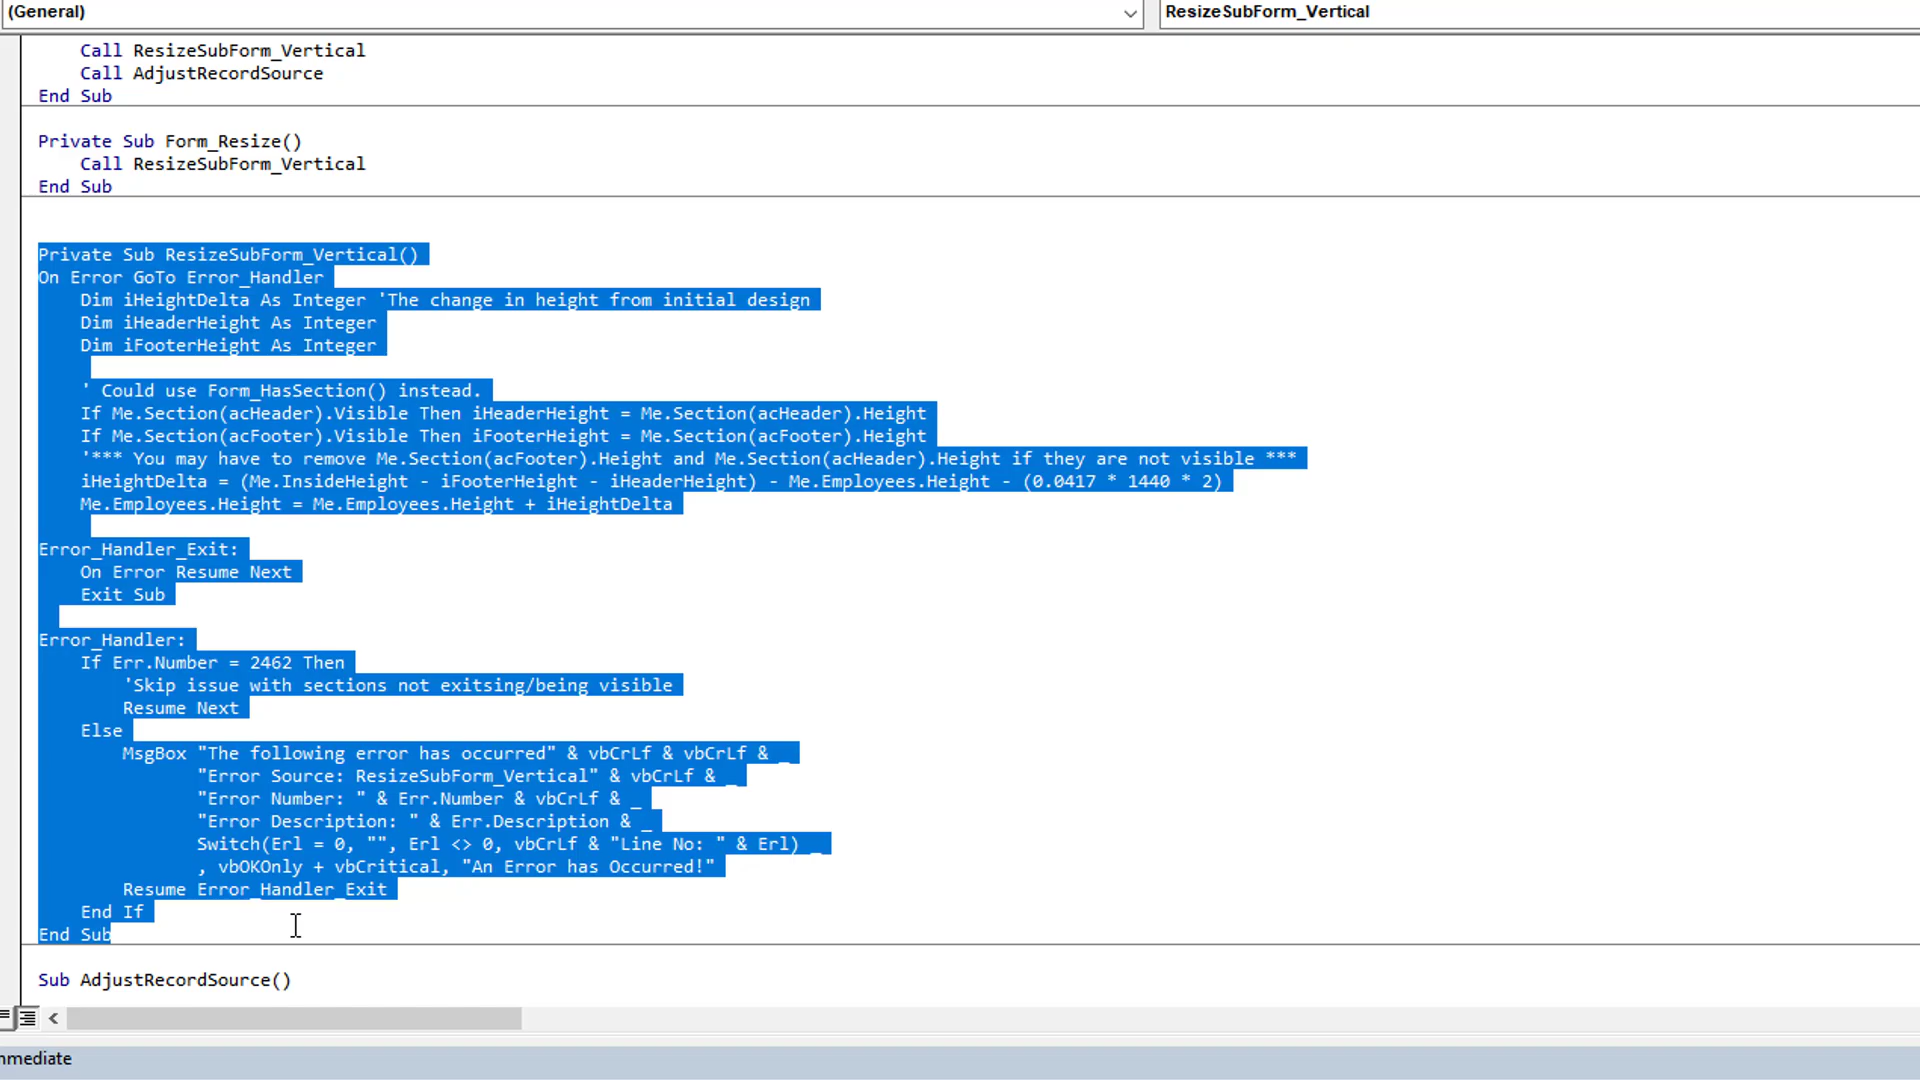 (General)
ResizeSubForm_Vertical
Call ResizeSubForm_Vertical
Call AdjustRecordSource
End Sub
Private Sub Form_Resize()
Call ResizeSubForm_Vertical
End Sub
Private Sub ResizeSubForm_Vertical()
On Error GoTo Error_Handler
Dim iHeightDelta As Integer 'The change in height from initial design
Dim iHeaderHeight As Integer
Dim iFooterHeight As Integer
' Could use Form_HasSection() instead.
If Me.Section(acHeader).Visible Then iHeaderHeight = Me.Section(acHeader).Height
If Me.Section(acFooter).Visible Then iFooterHeight = Me.Section(acFooter).Height
'*** You may have to remove Me.Section(acFooter).Height and Me.Section(acHeader).Height if they are not visible ***
iHeightDelta = (Me.InsideHeight - iFooterHeight - iHeaderHeight) - Me.Employees.Height - (0.0417 * 1440 * 2)
Me.Employees.Height = Me.Employees.Height + iHeightDelta
Error_Handler_Exit:
On Error Resume Next
Exit Sub
Error_Handler:
If Err.Number = 2462 Then
'Skip issue with sections not exitsing/being visible
Resume Next
Else
MsgBox "The following error has occurred" & vbCrLf & vbCrLf & _
"Error Source: ResizeSubForm_Vertical" & vbCrLf & _
"Error Number: " & Err.Number & vbCrLf & _
"Error Description: " & Err.Description & _
Switch(Erl = 0, "", Erl <> 0, vbCrLf & "Line No: " & Erl) _
, vbOKOnly + vbCritical, "An Error has Occurred!"
Resume Error_Handler_Exit
End If
End Sub
Sub AdjustRecordSource()
mmediate